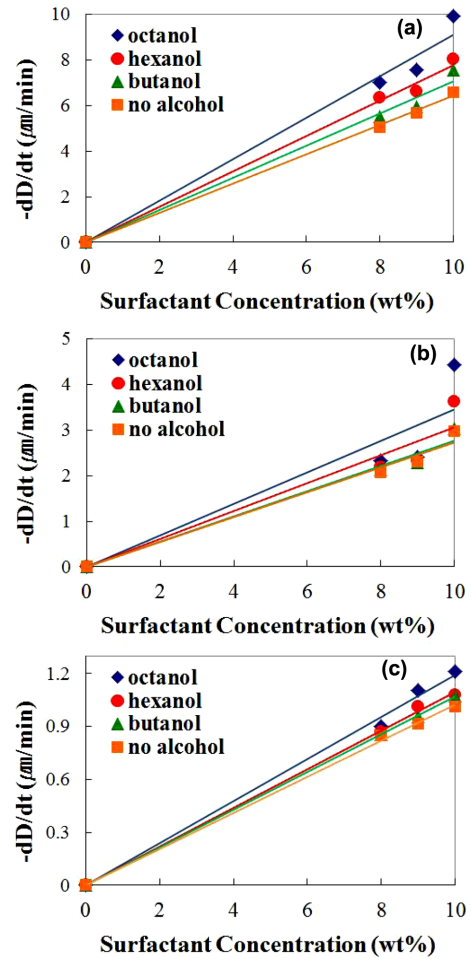 (a)
octanol
hexanol
butanol
no alcohol
-dD/dt (㎛/min)
10
8
6
4
2
0
0 2 4 6 8 10
Surfactant Concentration (wt%)
(b)
octanol
hexanol
butanol
no alcohol
-dD/dt (㎛/min)
5
4
3
2
1
0
0 2 4 6 8 10
Surfactant Concentration (wt%)
(c)
octanol
hexanol
butanol
no alcohol
-dD/dt (㎛/min)
1.2
0.9
0.6
0.3
0
0 2 4 6 8 10
Surfactant Concentration (wt%)